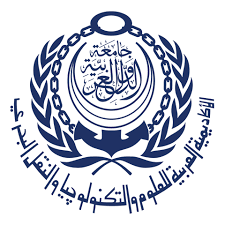 جامعة
الدول العربية
الأكاديمية العربية للعلوم والتكنولوجيا والنقل البحري